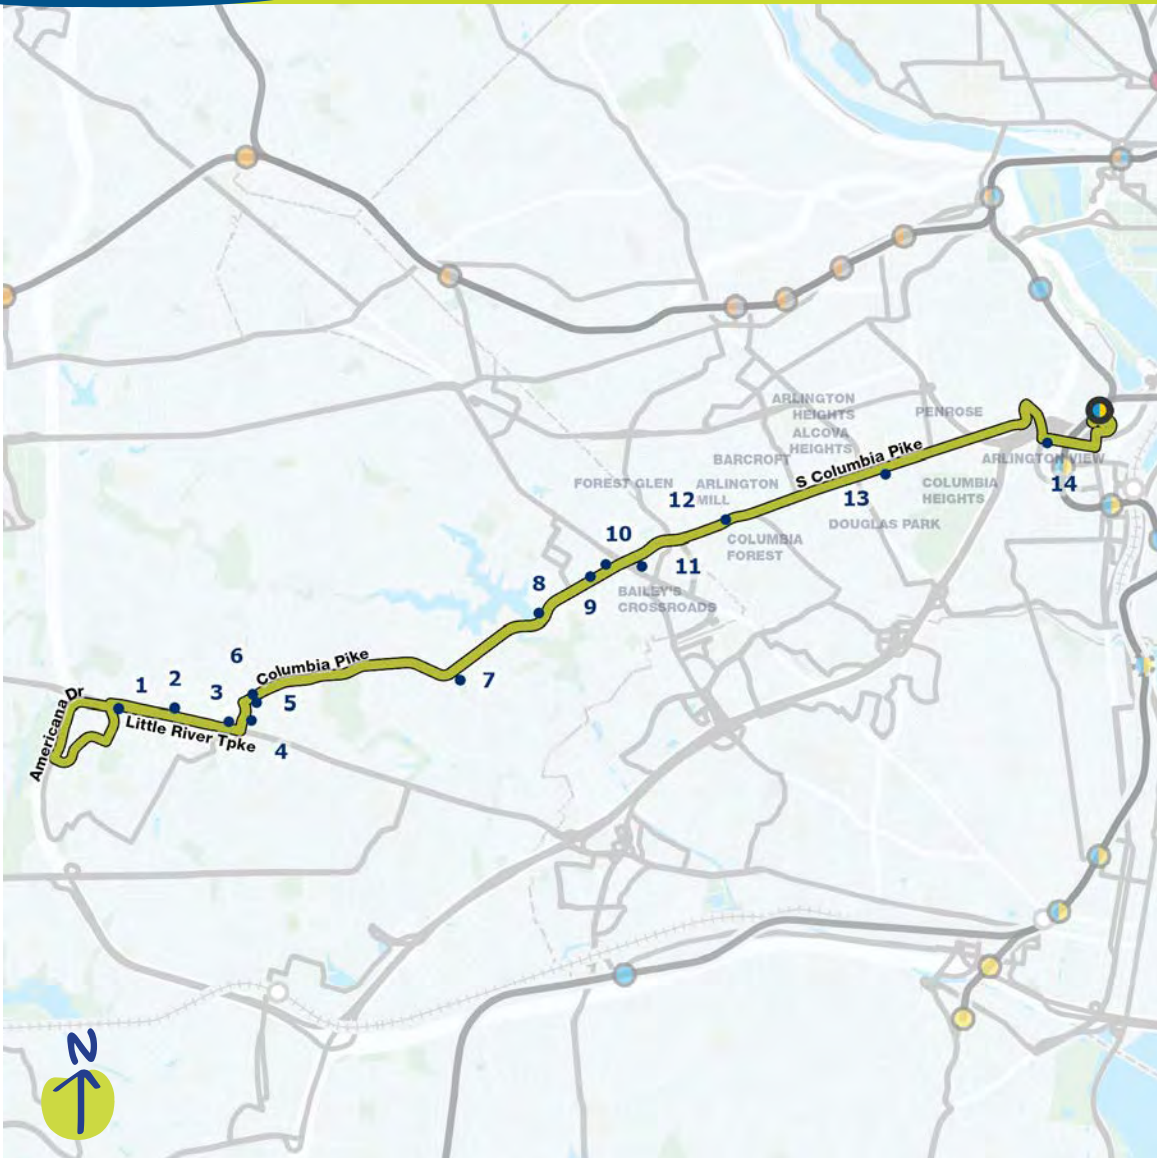 ARLINGTON
HEIGHTS
PENROSE
ALCOVA
HEIGHTS
S Columbia Pike
BARCROFT
ARLINGTON VIEW
FOREST GLEN
ARLINGTON
MILL
14
12
13
COLUMBIA
HEIGHTS
DOUGLAS PARK
10
COLUMBIA
FOREST
11
8
BAILEY'S
CROSSROADS
9
6
Columbia Pike
7
1
2
Americana Dr
3
5
Little River Tpke
4
N